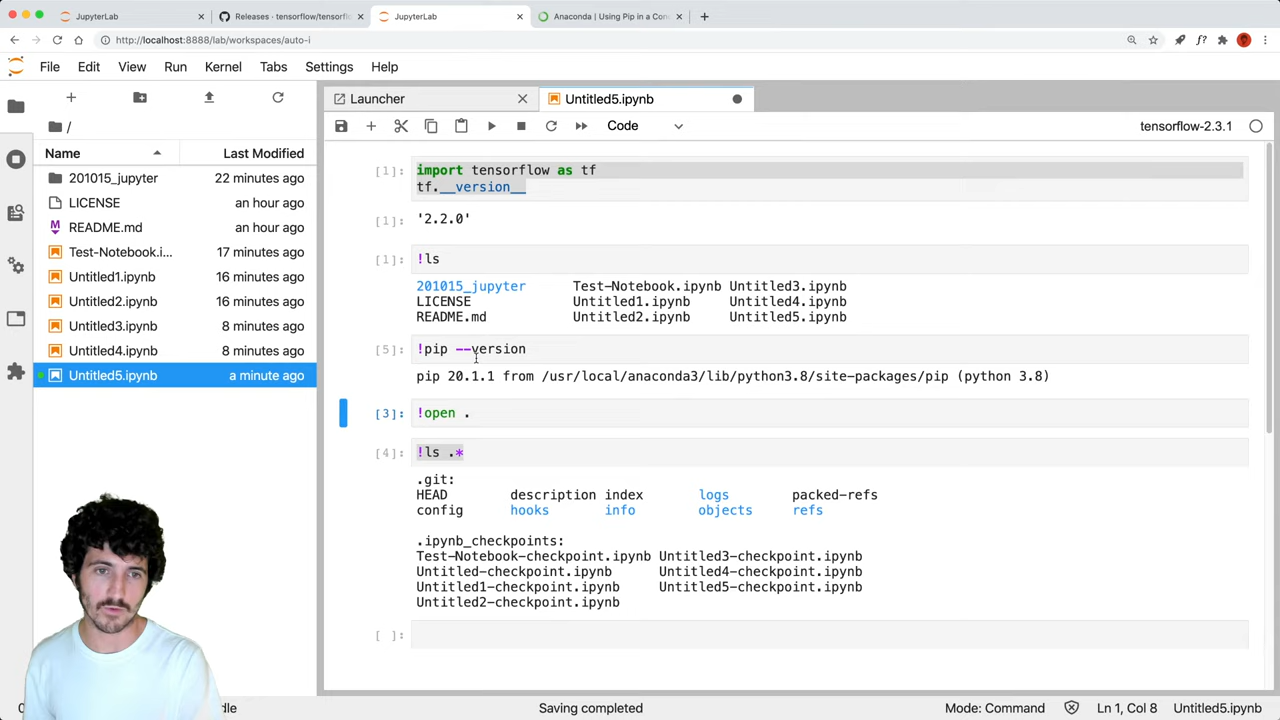 JupyterLab
Releases · tensorflow/tensorf
JupyterLab
Anaconda | Using Pip in a Con
http://localhost:8888/lab/workspaces/auto-i
File Edit View Run Kernel Tabs Settings Help
Launcher
Untitled5.ipynb
/
Code
tensorflow-2.3.1
Name
Last Modified
201015_jupyter 22 minutes ago
LICENSE an hour ago
README.md an hour ago
Test-Notebook.i... 17 minutes ago
Untitled1.ipynb 16 minutes ago
Untitled2.ipynb 16 minutes ago
Untitled3.ipynb 8 minutes ago
Untitled4.ipynb 8 minutes ago
Untitled5.ipynb a minute ago
[1]: import tensorflow as tf
tf.__version__
[1]: '2.2.0'
[1]: !ls
201015_jupyter Test-Notebook.ipynb Untitled3.ipynb
LICENSE Untitled1.ipynb Untitled4.ipynb
README.md Untitled2.ipynb Untitled5.ipynb
[5]: !pip --version
pip 20.1.1 from /usr/local/anaconda3/lib/python3.8/site-packages/pip (python 3.8)
[3]: !open .
[4]: !ls .*
.git:
HEAD description index logs packed-refs
config hooks info objects refs
.ipynb_checkpoints:
Test-Notebook-checkpoint.ipynb Untitled3-checkpoint.ipynb
Untitled-checkpoint.ipynb Untitled4-checkpoint.ipynb
Untitled1-checkpoint.ipynb Untitled5-checkpoint.ipynb
Untitled2-checkpoint.ipynb
[ ]:
Saving completed
Mode: Command
Ln 1, Col 8
Untitled5.ipynb